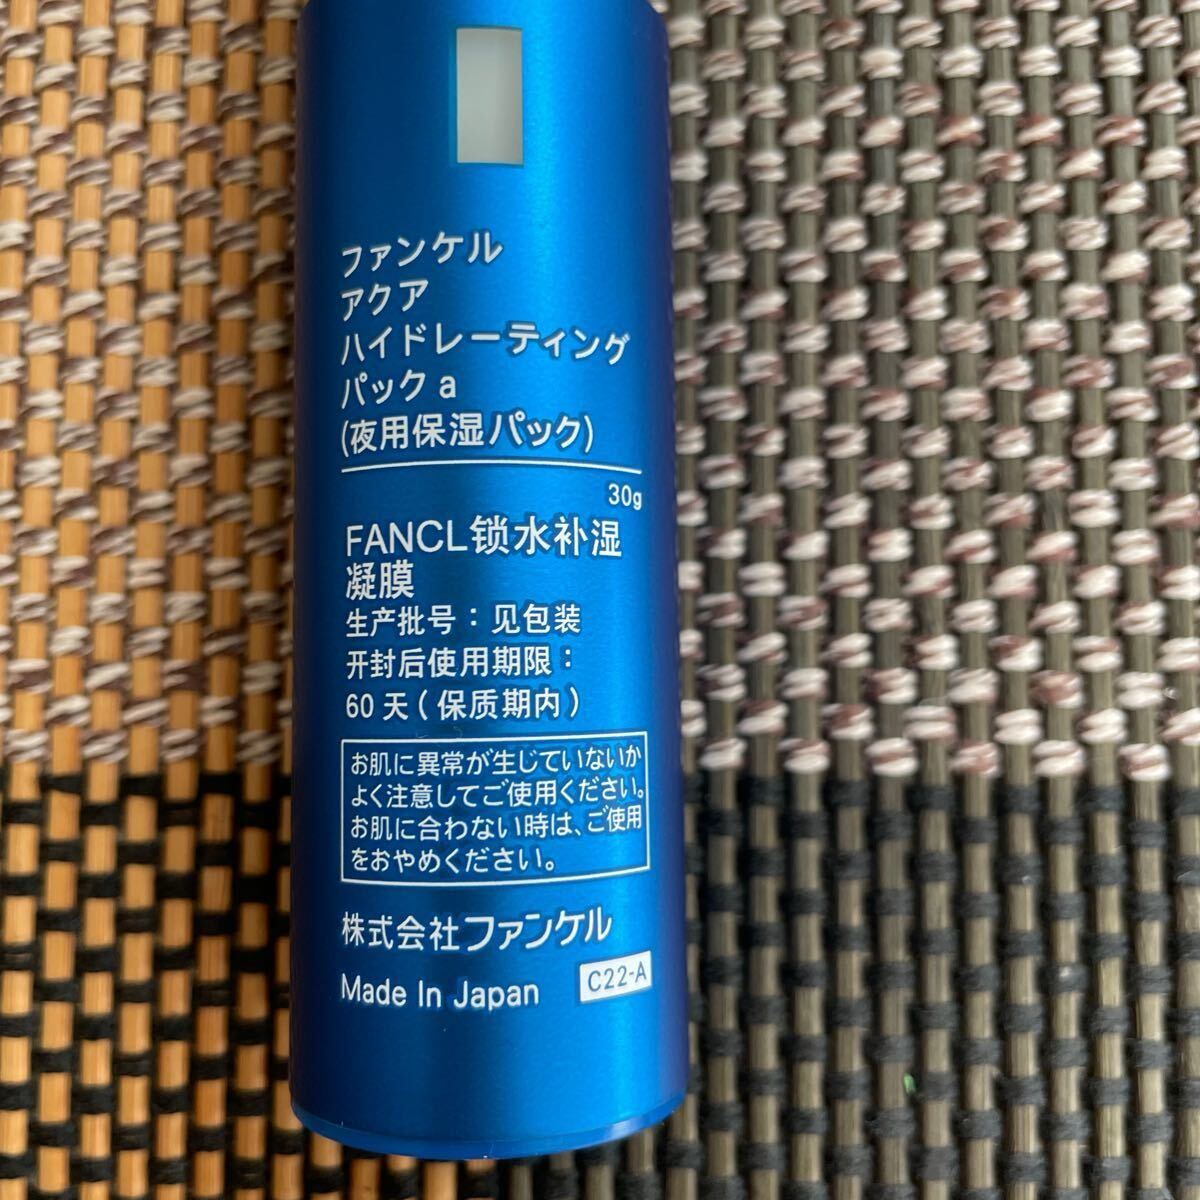 ファンケル
アクア
ハイドレーティング
パック a
(夜用保湿パック)
30g
FANCL锁水补湿
凝膜
生产批号：见包装
开封后使用期限：
60 天 ( 保质期内 )
お肌に異常が生じていないか
よく注意してご使用ください。
お肌に合わない時は、ご使用
をおやめください。
株式会社ファンケル
Made In Japan
C22-A